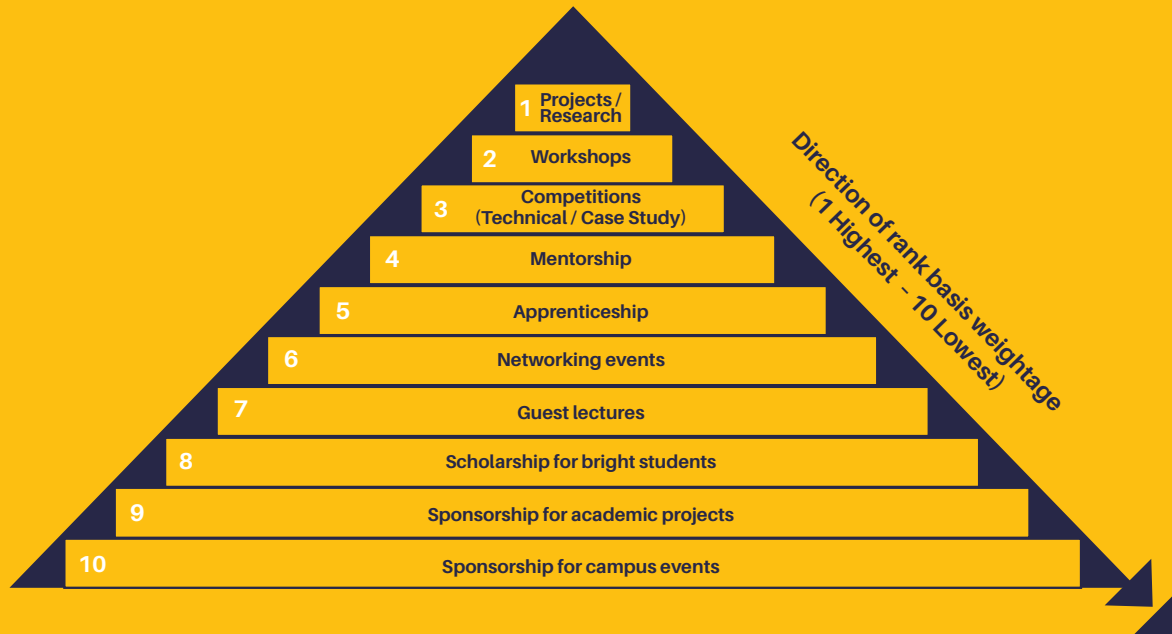 1 Projects /
Research
2 Workshops
3 Competitions
(Technical / Case Study)
4 Mentorship
5 Apprenticeship
6 Networking events
7 Guest lectures
8 Scholarship for bright students
9 Sponsorship for academic projects
10 Sponsorship for campus events
Direction of rank basis weightage
(1 Highest - 10 Lowest)